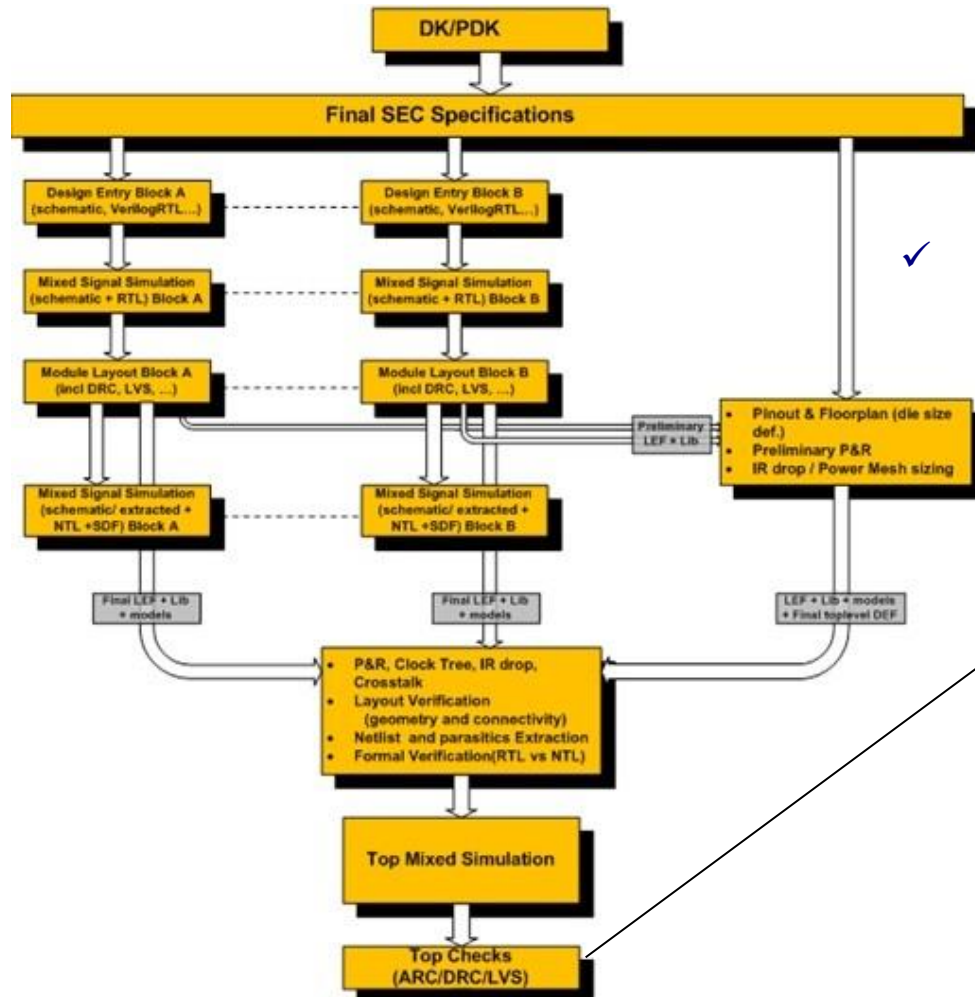 DK/PDK
Final SEC Specifications
Design Entry Block A
(schematic, VerilogRTL...)
Design Entry Block B
(schematic, VerilogRTL...)
Mixed Signal Simulation
(schematic + RTL) Block A
Mixed Signal Simulation
(schematic + RTL) Block B
Module Layout Block A
(incl DRC, LVS, ...)
Module Layout Block B
(incl DRC, LVS, ...)
Preliminary
LEF + Lib
• Pinout & Floorplan (die size
def.)
• Preliminary P&R
• IR drop / Power Mesh sizing
Mixed Signal Simulation
(schematic/ extracted +
NTL +SDF) Block A
Mixed Signal Simulation
(schematic/ extracted +
NTL +SDF) Block B
Final LEF + Lib
+ models
Final LEF + Lib
+ models
LEF + Lib + models
+ Final toplevel DEF
• P&R, Clock Tree, IR drop,
Crosstalk
• Layout Verification
(geometry and connectivity)
• Netlist and parasitics Extraction
• Formal Verification(RTL vs NTL)
Top Mixed Simulation
Top Checks
(ARC/DRC/LVS)